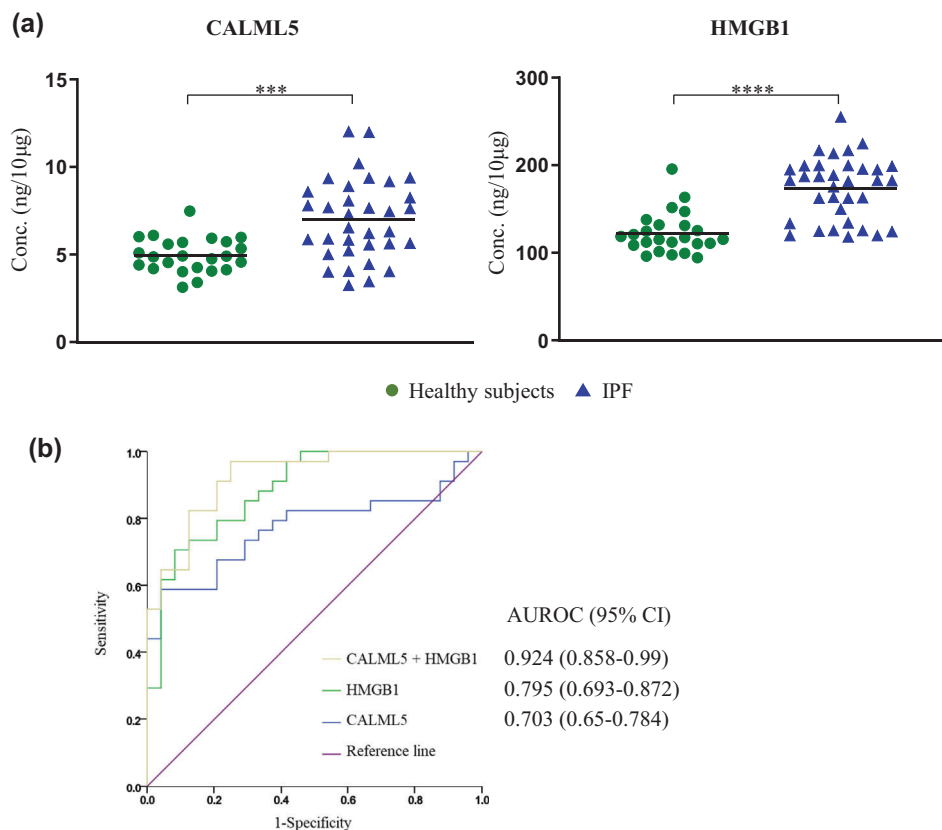 (a)
CALML5
HMGB1
15
10
5
0
Conc. (ng/10µg)
***
300
200
100
0
Conc. (ng/10µg)
****
Healthy subjects
IPF
(b)
1.0
0.8
0.6
0.4
0.2
0.0
Sensitivity
0.0 0.2 0.4 0.6 0.8 1.0
1-Specificity
CALML5 + HMGB1
HMGB1
CALML5
Reference line
AUROC (95% CI)
0.924 (0.858-0.99)
0.795 (0.693-0.872)
0.703 (0.65-0.784)